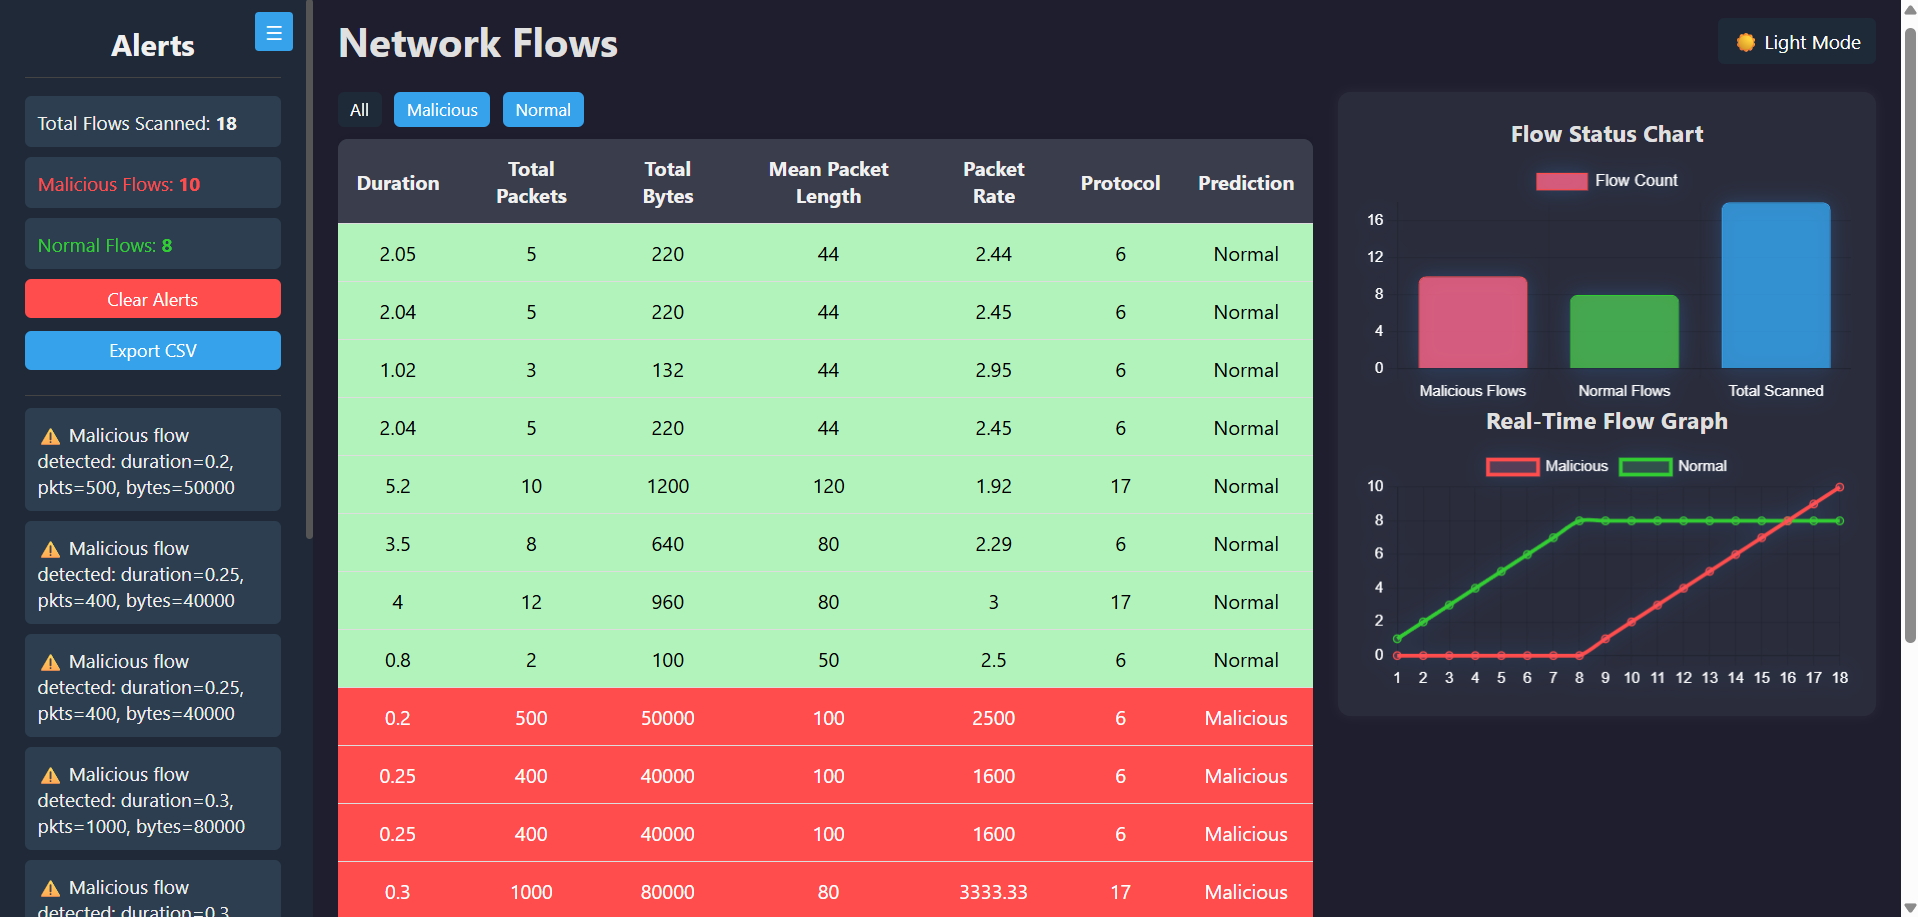 Alerts
☰
Total Flows Scanned: 18
Malicious Flows: 10
Normal Flows: 8
Clear Alerts
Export CSV
⚠ Malicious flow
detected: duration=0.2,
pkts=500, bytes=50000
⚠ Malicious flow
detected: duration=0.25,
pkts=400, bytes=40000
⚠ Malicious flow
detected: duration=0.25,
pkts=400, bytes=40000
⚠ Malicious flow
detected: duration=0.3,
pkts=1000, bytes=80000
⚠ Malicious flow
detected: duration=0.3
Network Flows
Light Mode
All Malicious Normal
Duration Total Packets Total Bytes Mean Packet Length Packet Rate Protocol Prediction
2.05 5 220 44 2.44 6 Normal
2.04 5 220 44 2.45 6 Normal
1.02 3 132 44 2.95 6 Normal
2.04 5 220 44 2.45 6 Normal
5.2 10 1200 120 1.92 17 Normal
3.5 8 640 80 2.29 6 Normal
4 12 960 80 3 17 Normal
0.8 2 100 50 2.5 6 Normal
0.2 500 50000 100 2500 6 Malicious
0.25 400 40000 100 1600 6 Malicious
0.25 400 40000 100 1600 6 Malicious
0.3 1000 80000 80 3333.33 17 Malicious
Flow Status Chart
Flow Count
16
12
8
4
0
Malicious Flows Normal Flows Total Scanned
Real-Time Flow Graph
Malicious Normal
10
8
6
4
2
0
1 2 3 4 5 6 7 8 9 10 11 12 13 14 15 16 17 18